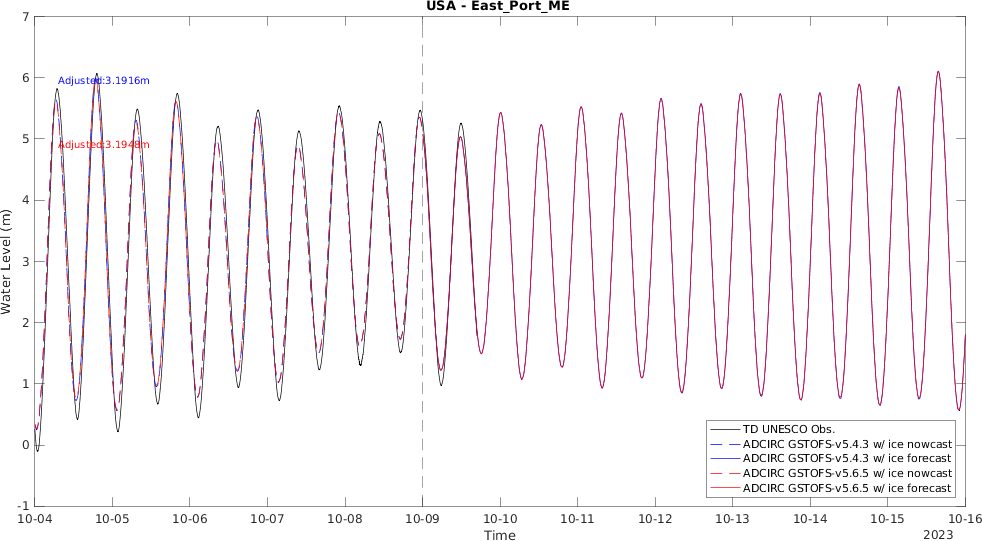 USA - East_Port_ME
7
6
5
4
3
2
1
0
-1
Water Level (m)
Adjusted:3.1916m
Adjusted:3.1948m
TD UNESCO Obs.
ADCIRC GSTOFS-v5.4.3 w/ ice nowcast
ADCIRC GSTOFS-v5.4.3 w/ ice forecast
ADCIRC GSTOFS-v5.6.5 w/ ice nowcast
ADCIRC GSTOFS-v5.6.5 w/ ice forecast
10-04 10-05 10-06 10-07 10-08 10-09 10-10 10-11 10-12 10-13 10-14 10-15 10-16
Time
2023